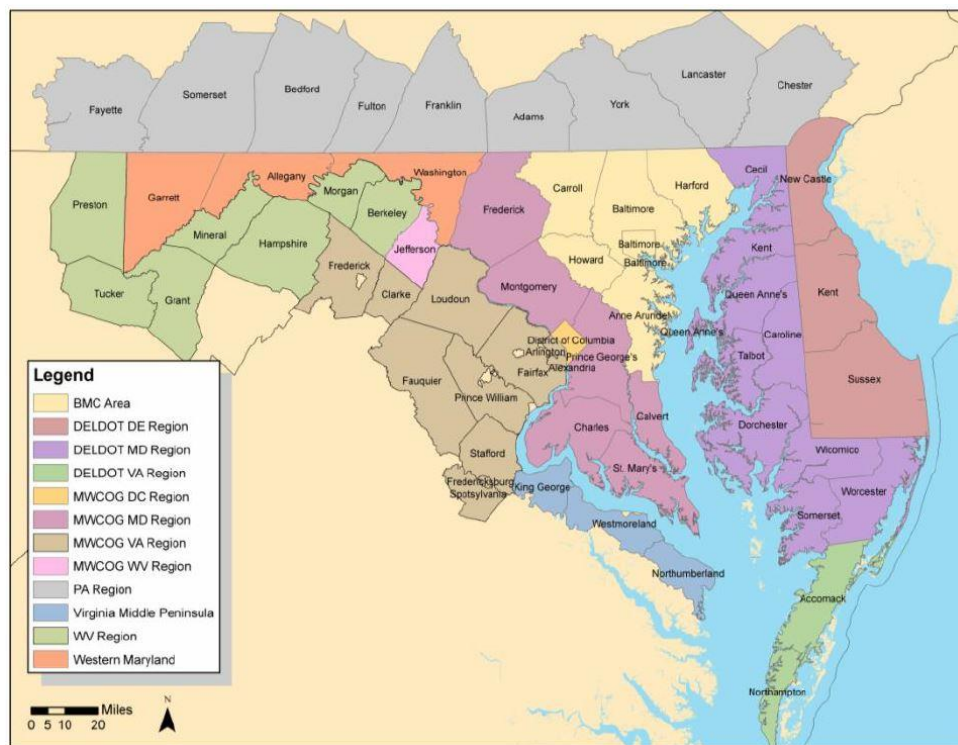 Fayette
Somerset
Bedford
Fulton
Franklin
Adams
York
Lancaster
Chester
Preston
Garrett
Allegany
Washington
Frederick
Carroll
Baltimore
Harford
Cecil
New Castle
Mineral
Hampshire
Morgan
Berkeley
Jefferson
Tucker
Grant
Frederick
Clarke
Loudoun
Montgomery
Howard
Baltimore
Baltimore
Anne Arundel
Kent
Kent
Queen Anne's
Queen Anne's
Caroline
Talbot
District of Columbia
Arlington
Alexandria
Prince George's
Fairfax
Fauquier
Prince William
Stafford
Fredericksburg
Spotsylvania
King George
Charles
Calvert
St. Mary's
Westmoreland
Northumberland
Dorchester
Sussex
Wicomico
Worcester
Somerset
Accomack
Northampton
Legend
BMC Area
DELDOT DE Region
DELDOT MD Region
DELDOT VA Region
MWCOG DC Region
MWCOG MD Region
MWCOG VA Region
MWCOG WV Region
PA Region
Virginia Middle Peninsula
WV Region
Western Maryland
Miles
0 5 10 20
N